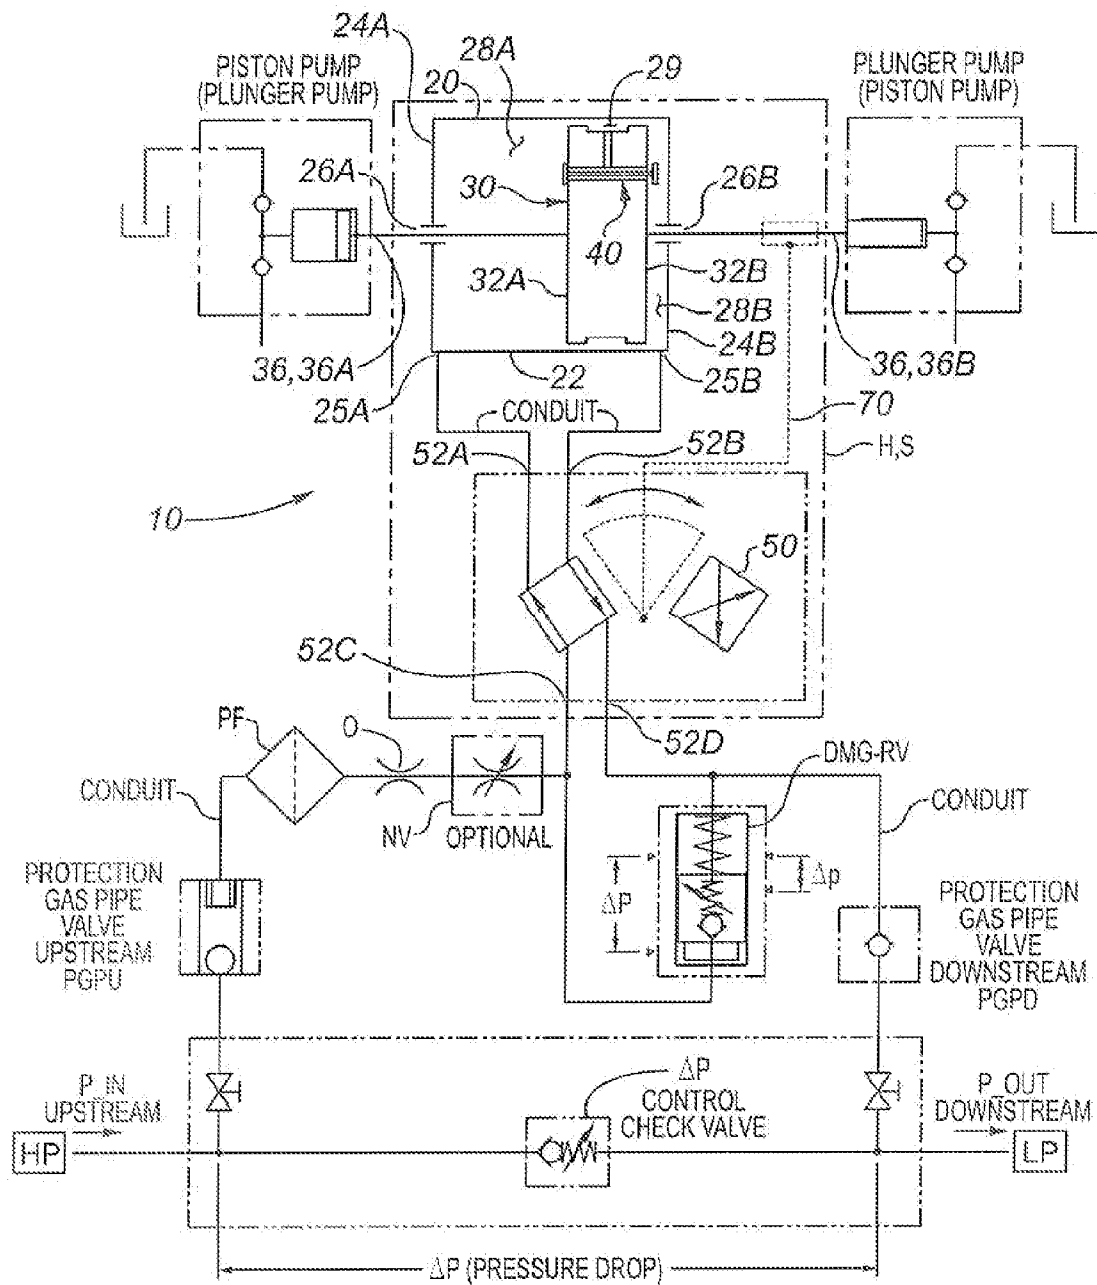 24A
28A
29
PISTON PUMP
(PLUNGER PUMP)
20
PLUNGER PUMP
(PISTON PUMP)
26A
30
26B
40
32A
32B
28B
24B
36,36A
22
25B
36,36B
25A
CONDUIT
70
52A
52B
H,S
10
50
52C
PF
O
52D
DMG-RV
CONDUIT
NV
OPTIONAL
CONDUIT
PROTECTION
GAS PIPE
VALVE
UPSTREAM
PGPU
ΔP
Δp
PROTECTION
GAS PIPE
VALVE
DOWNSTREAM
PGPD
P_IN
UPSTREAM
ΔP
CONTROL
CHECK VALVE
P_OUT
DOWNSTREAM
HP
LP
ΔP (PRESSURE DROP)